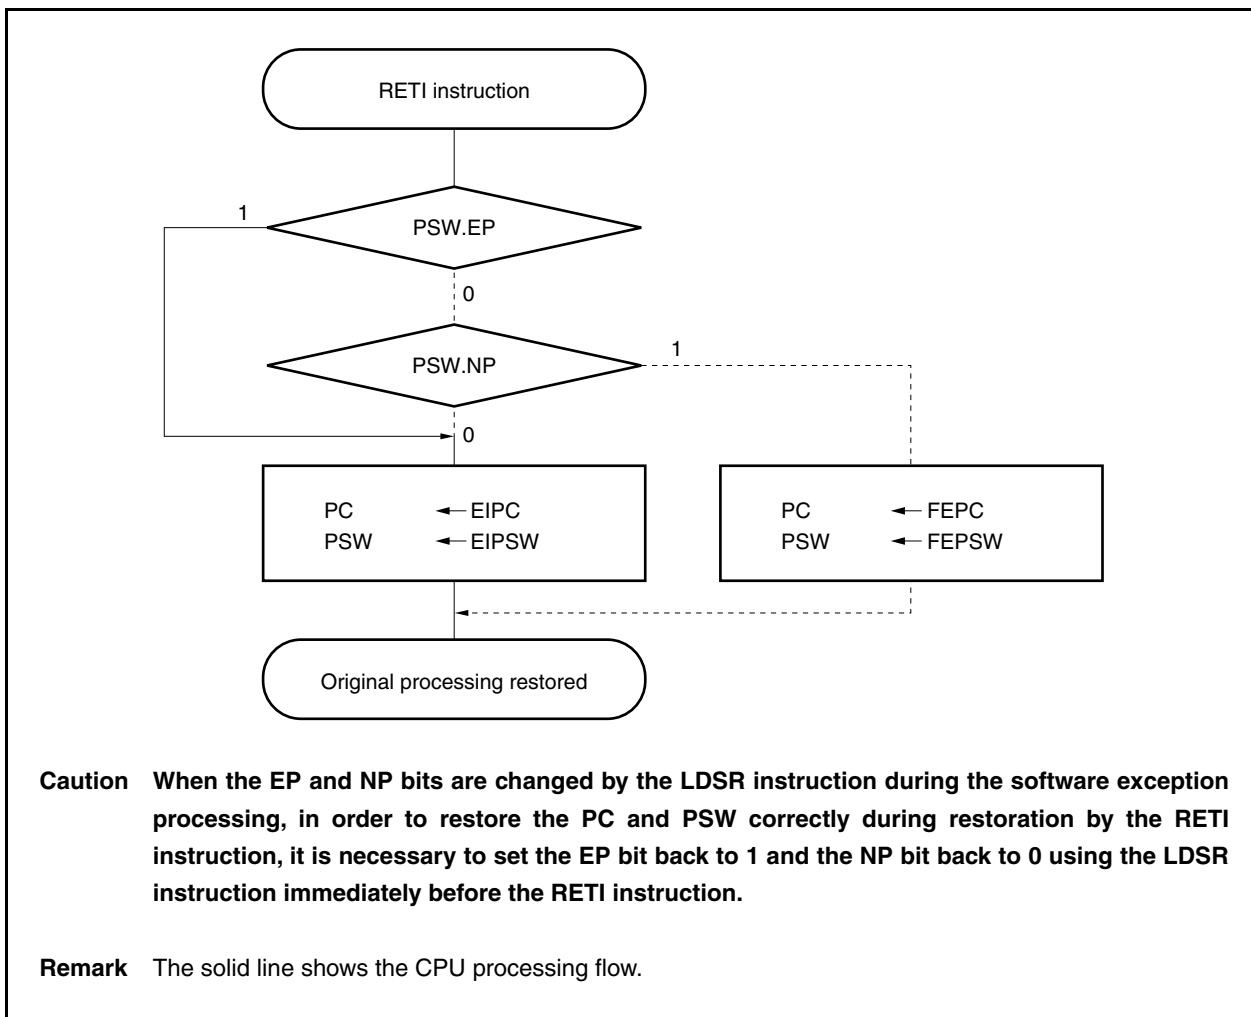 RETI instruction
1
PSW.EP
0
PSW.NP
1
0
PC ← EIPC
PSW ← EIPSW
PC ← FEPC
PSW ← FEPSW
Original processing restored
Caution When the EP and NP bits are changed by the LDSR instruction during the software exception
processing, in order to restore the PC and PSW correctly during restoration by the RETI
instruction, it is necessary to set the EP bit back to 1 and the NP bit back to 0 using the LDSR
instruction immediately before the RETI instruction.
Remark The solid line shows the CPU processing flow.